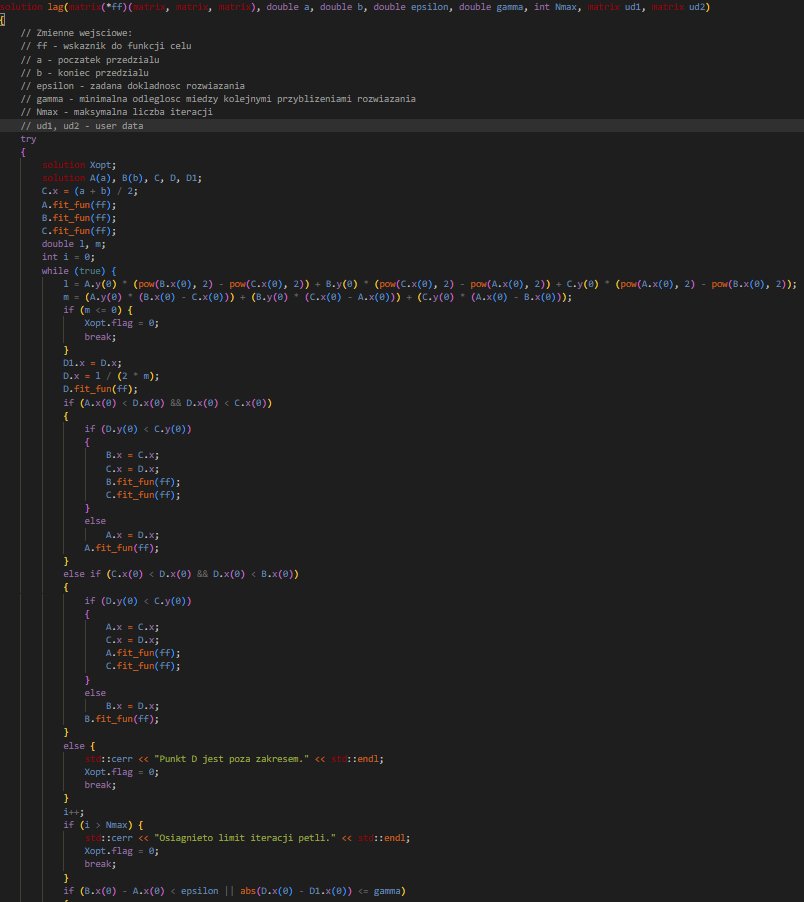 solution lag(matrix(*ff)(matrix, matrix, matrix), double a, double b, double epsilon, double gamma, int Nmax, matrix ud1, matrix ud2)
{
// Zmienne wejsciowe:
// ff - wskaznik do funkcji celu
// a - poczatek przedzialu
// b - koniec przedzialu
// epsilon - zadana dokladnosc rozwiazania
// gamma - minimalna odleglosc miedzy kolejnymi przyblizeniami rozwiazania
// Nmax - maksymalna liczba iteracji
// ud1, ud2 - user data
try
{
solution Xopt;
solution A(a), B(b), C, D, D1;
C.x = (a + b) / 2;
A.fit_fun(ff);
B.fit_fun(ff);
C.fit_fun(ff);
double l, m;
int i = 0;
while (true) {
l = A.y(0) * (pow(B.x(0), 2) - pow(C.x(0), 2)) + B.y(0) * (pow(C.x(0), 2) - pow(A.x(0), 2)) + C.y(0) * (pow(A.x(0), 2) - pow(B.x(0), 2));
m = (A.y(0) * (B.x(0) - C.x(0))) + (B.y(0) * (C.x(0) - A.x(0))) + (C.y(0) * (A.x(0) - B.x(0)));
if (m <= 0) {
Xopt.flag = 0;
break;
}
D1.x = D.x;
D.x = l / (2 * m);
D.fit_fun(ff);
if (A.x(0) < D.x(0) && D.x(0) < C.x(0))
{
if (D.y(0) < C.y(0))
{
B.x = C.x;
C.x = D.x;
B.fit_fun(ff);
C.fit_fun(ff);
}
else
A.x = D.x;
A.fit_fun(ff);
}
else if (C.x(0) < D.x(0) && D.x(0) < B.x(0))
{
if (D.y(0) < C.y(0))
{
A.x = C.x;
C.x = D.x;
A.fit_fun(ff);
C.fit_fun(ff);
}
else
B.x = D.x;
B.fit_fun(ff);
}
else {
std::cerr << "Punkt D jest poza zakresem." << std::endl;
Xopt.flag = 0;
break;
}
i++;
if (i > Nmax) {
std::cerr << "Osiagnieto limit iteracji petli." << std::endl;
Xopt.flag = 0;
break;
}
if (B.x(0) - A.x(0) < epsilon || abs(D.x(0) - D1.x(0)) <= gamma)